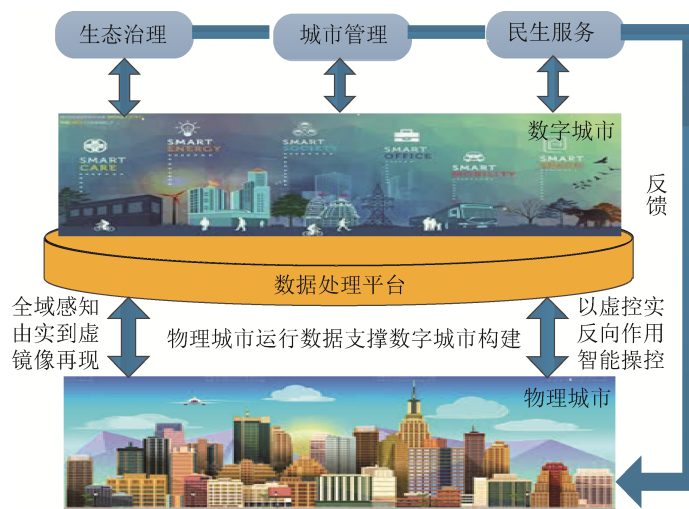 生态治理
城市管理
民生服务
数字城市
SMART
CARE
SMART
ENERGY
SMART
SOCIETY
SMART
OFFICE
SMART
MOBILITY
SMART
SPACE
反
馈
数据处理平台
全域感知
由实到虚
镜像再现
物理城市运行数据支撑数字城市构建
以虚控实
反向作用
智能操控
物理城市